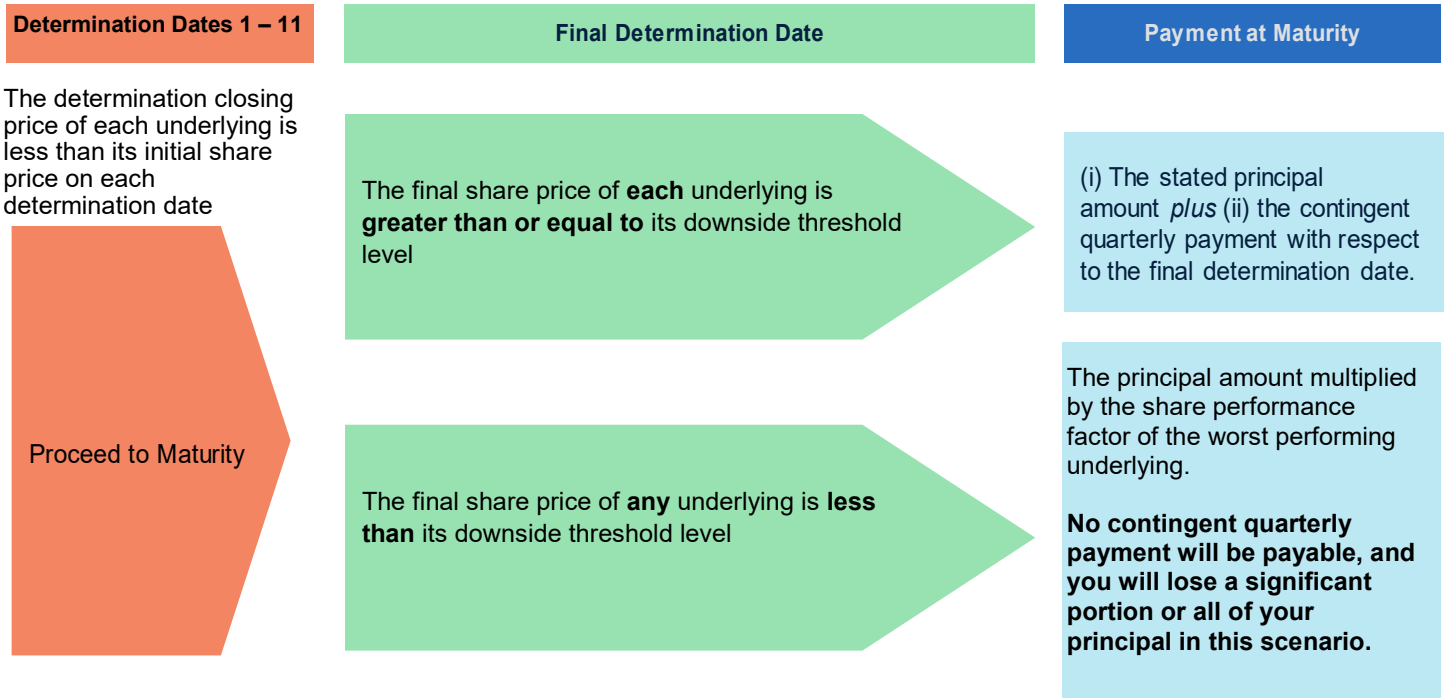 Determination Dates 1 – 11
Final Determination Date
Payment at Maturity
The determination closing
price of each underlying is
less than its initial share
price on each
determination date
Proceed to Maturity
The final share price of each underlying is
greater than or equal to its downside threshold
level
(i) The stated principal
amount plus (ii) the contingent
quarterly payment with respect
to the final determination date.
The final share price of any underlying is less
than its downside threshold level
The principal amount multiplied
by the share performance
factor of the worst performing
underlying.
No contingent quarterly
payment will be payable, and
you will lose a significant
portion or all of your
principal in this scenario.